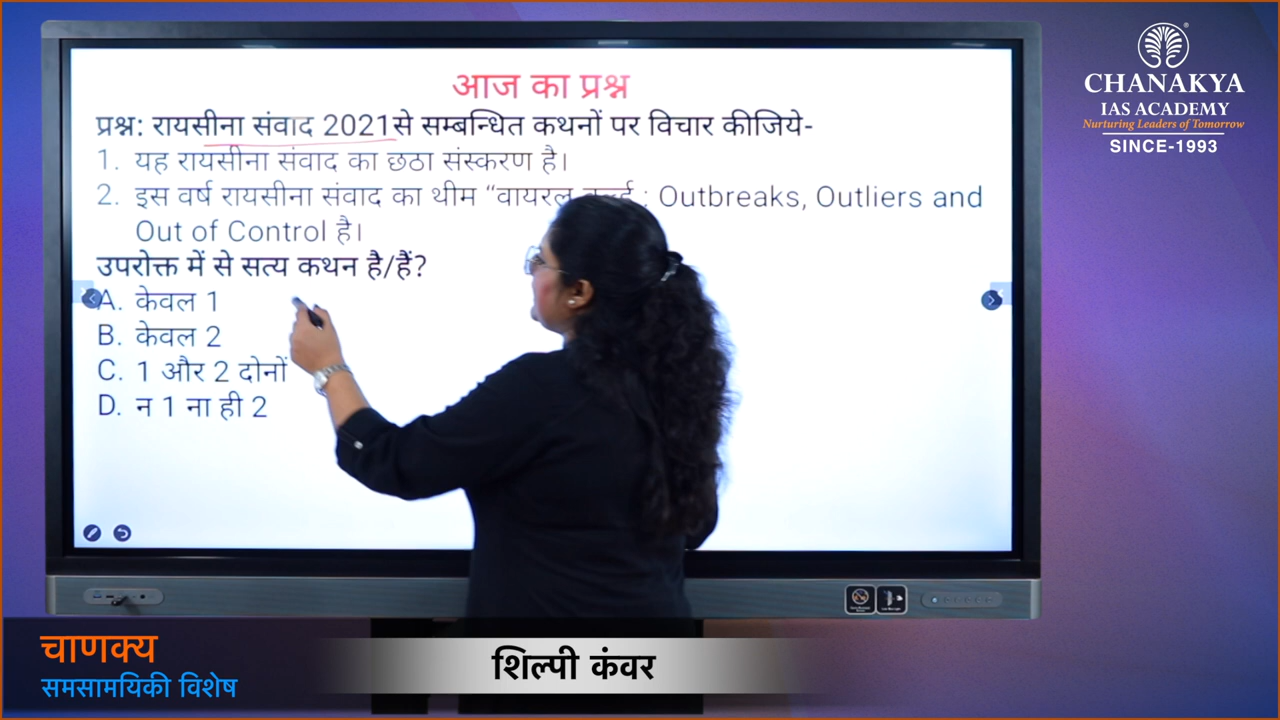 आज का प्रश्न
प्रश्न: रायसीना संवाद 2021से सम्बन्धित कथनों पर विचार कीजिये-
1. यह रायसीना संवाद का छठा संस्करण है।
2. इस वर्ष रायसीना संवाद का थीम “वायरल : Outbreaks, Outliers and
Out of Control है।
उपरोक्त में से सत्य कथन है/हैं?
A. केवल 1
B. केवल 2
C. 1 और 2 दोनों
D. न 1 ना ही 2
CHANAKYA
IAS ACADEMY
Nurturing Leaders of Tomorrow
SINCE-1993
चाणक्य
समसामयिकी विशेष
शिल्पी कंवर